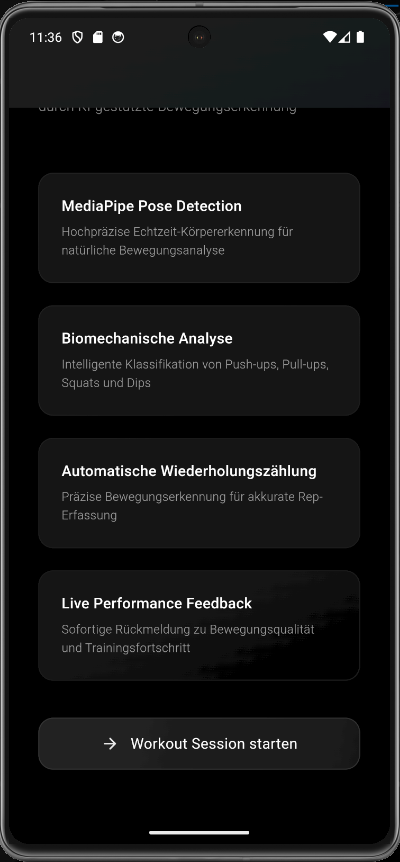 11:36
durch KI-gestützte Bewegungserkennung
MediaPipe Pose Detection
Hochpräzise Echtzeit-Körpererkennung für
natürliche Bewegungsanalyse
Biomechanische Analyse
Intelligente Klassifikation von Push-ups, Pull-ups,
Squats und Dips
Automatische Wiederholungszählung
Präzise Bewegungserkennung für akkurate Rep-
Erfassung
Live Performance Feedback
Sofortige Rückmeldung zu Bewegungsqualität
und Trainingsfortschritt
Workout Session starten